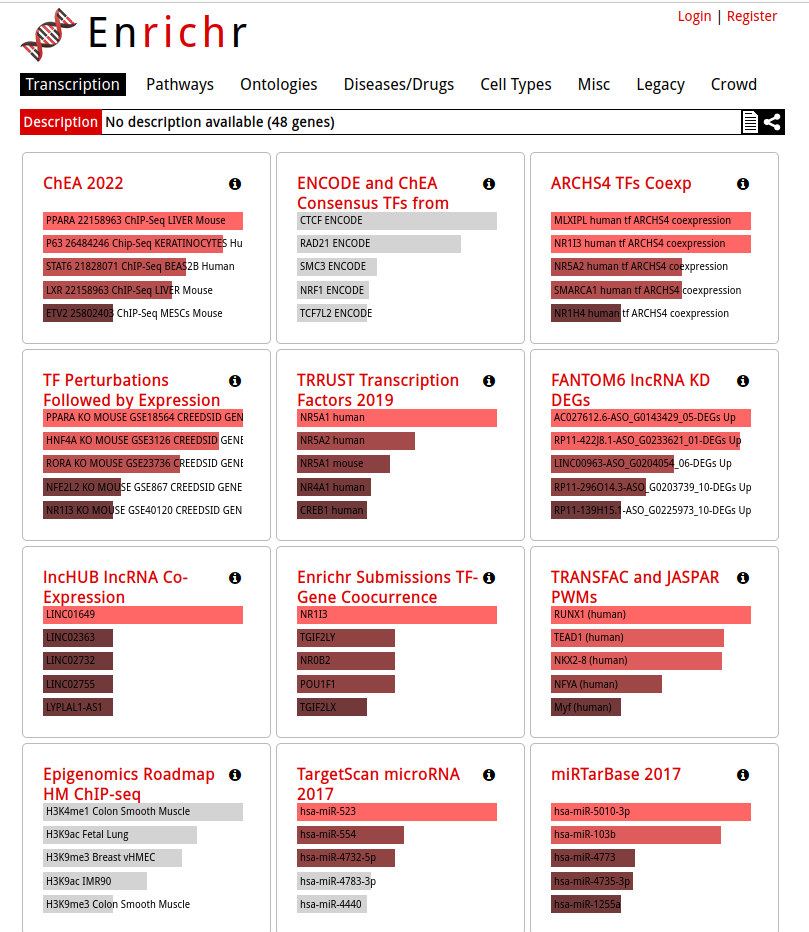 Login | Register
Enrichr
Transcription Pathways Ontologies Diseases/Drugs Cell Types Misc Legacy Crowd
Description No description available (48 genes)
ChEA 2022
PPARA 22158963 ChIP-Seq LIVER Mouse
P63 26484246 Chip-Seq KERATINOCYTES Hu
STAT6 21828071 ChIP-Seq BEAS2B Human
LXR 22158963 ChIP-Seq LIVER Mouse
ETV2 25802403 ChIP-Seq MESCs Mouse
ENCODE and ChEA
Consensus TFs from
CTCF ENCODE
RAD21 ENCODE
SMC3 ENCODE
NRF1 ENCODE
TCF7L2 ENCODE
ARCHS4 TFs Coexp
MLXIPL human tf ARCHS4 coexpression
NR1I3 human tf ARCHS4 coexpression
NR5A2 human tf ARCHS4 coexpression
SMARCA1 human tf ARCHS4 coexpression
NR1H4 human tf ARCHS4 coexpression
TF Perturbations
Followed by Expression
PPARA KO MOUSE GSE18564 CREEDSID GEN
HNF4A KO MOUSE GSE3126 CREEDSID GENE
RORA KO MOUSE GSE23736 CREEDSID GENE
NFE2L2 KO MOUSE GSE867 CREEDSID GENE
NR1I3 KO MOUSE GSE40120 CREEDSID GEN
TRRUST Transcription
Factors 2019
NR5A1 human
NR5A2 human
NR5A1 mouse
NR4A1 human
CREB1 human
FANTOM6 lncRNA KD
DEGs
AC027612.6-ASO_G0143429_05-DEGs Up
RP11-422J8.1-ASO_G0233621_01-DEGs Up
LINC00963-ASO_G0204054_06-DEGs Up
RP11-296O14.3-ASO_G0203739_10-DEGs Up
RP11-139H15.1-ASO_G0225973_10-DEGs Up
lncHUB lncRNA Co-
Expression
LINC01649
LINC02363
LINC02732
LINC02755
LYPLAL1-AS1
Enrichr Submissions TF-
Gene Coocurrence
NR1I3
TGIF2LY
NR0B2
POU1F1
TGIF2LX
TRANSFAC and JASPAR
PWMs
RUNX1 (human)
TEAD1 (human)
NKX2-8 (human)
NFYA (human)
Myf (human)
Epigenomics Roadmap
HM ChIP-seq
H3K4me1 Colon Smooth Muscle
H3K9ac Fetal Lung
H3K9me3 Breast vHMEC
H3K9ac IMR90
H3K9me3 Colon Smooth Muscle
TargetScan microRNA
2017
hsa-miR-523
hsa-miR-554
hsa-miR-4732-5p
hsa-miR-4783-3p
hsa-miR-4440
miRTarBase 2017
hsa-miR-5010-3p
hsa-miR-103b
hsa-miR-4773
hsa-miR-4735-3p
hsa-miR-1255a